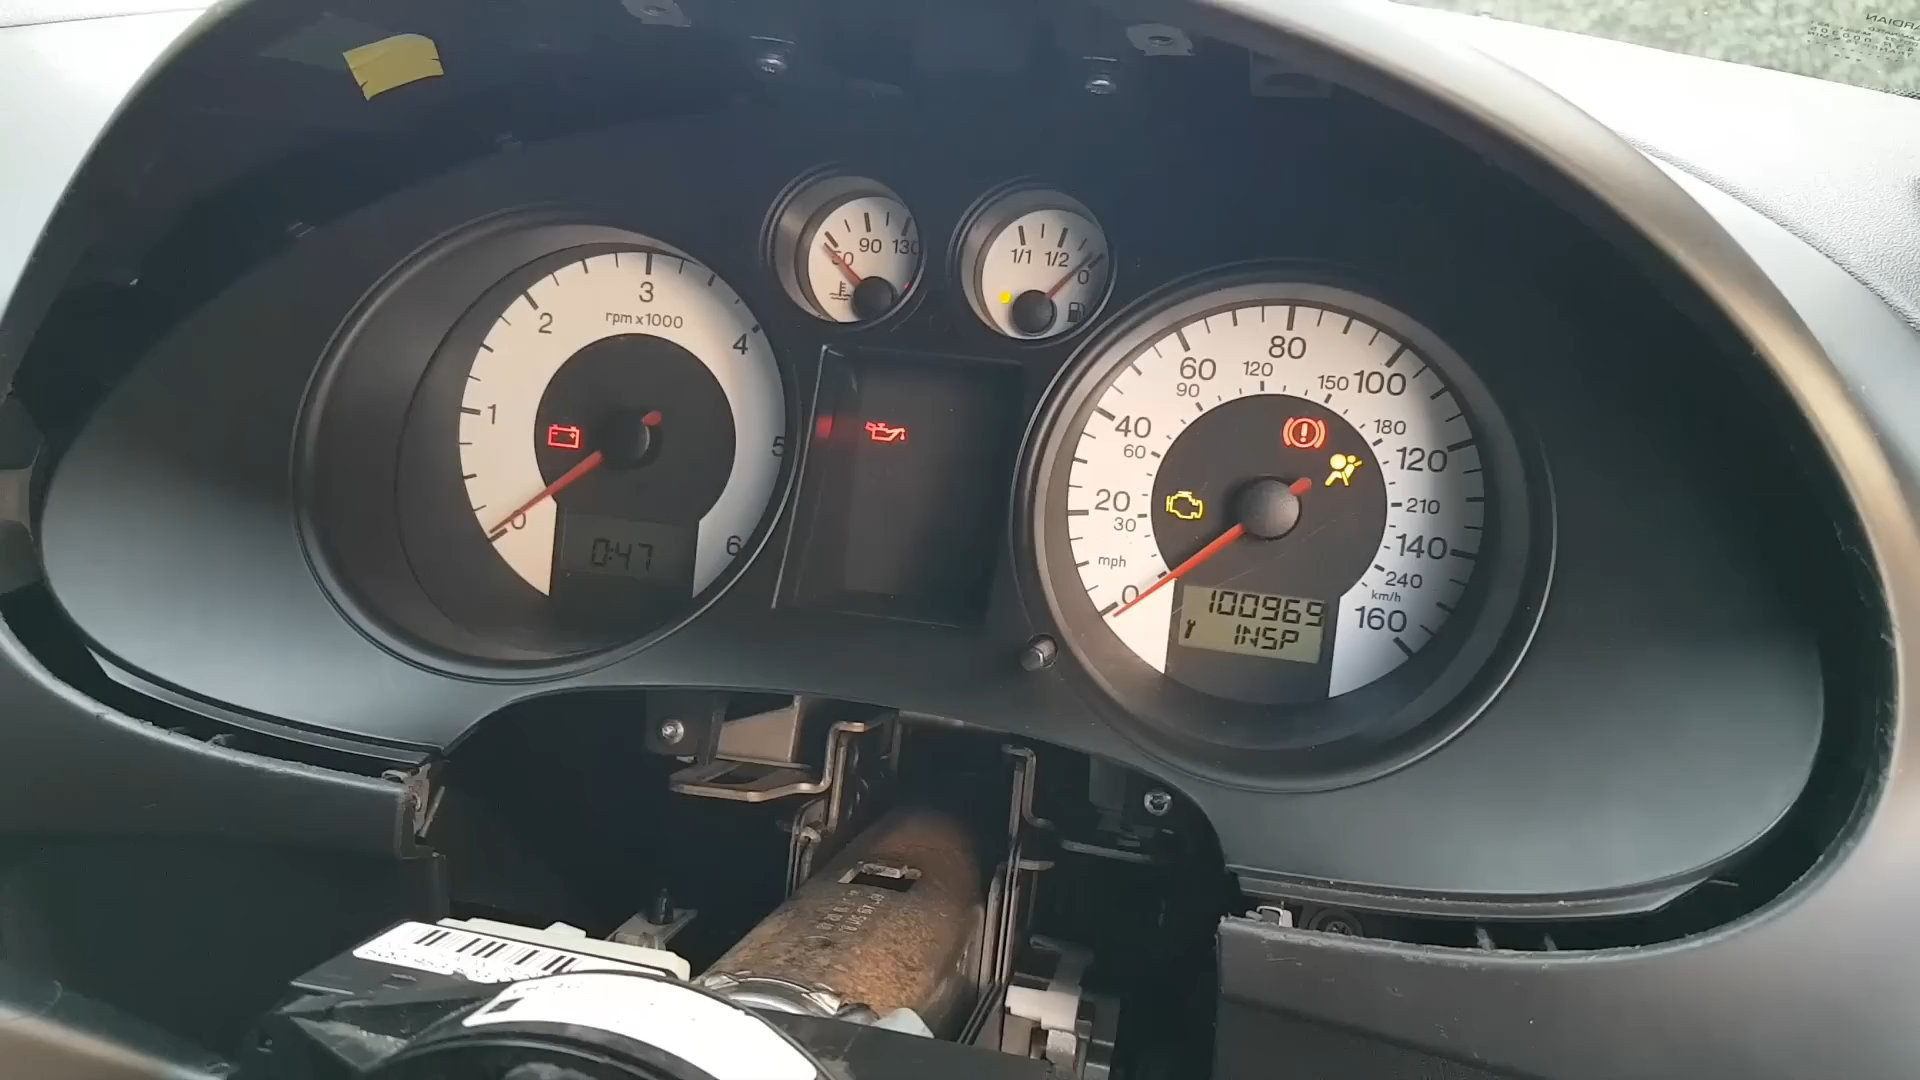 50 90 130
1/1 1/2 0
0 1 2 3 4 5 6
rpm x1000
0:47
0 20 40 60 80 100 120 140 160
30 60 90 120 150 180 210 240
mph
km/h
100969
INSP